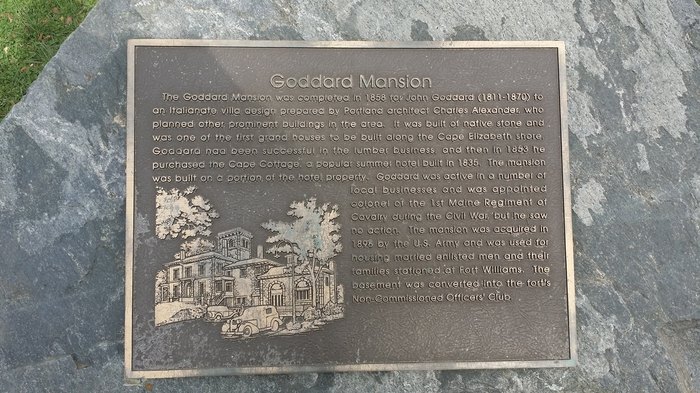 Goddard Mansion
The Goddard Mansion was completed in 1858 for John Goddard (1811-1870) to
an Italianate villa design prepared by Portland architect Charles Alexander, who
planned other prominent buildings in the area. It was built of native stone and
was one of the first grand houses to be built along the Cape Elizabeth shore.
Goddard had been successful in the lumber business, and then in 1853 he
purchased the Cape Cottage, a popular summer hotel built in 1835. The mansion
was built on a portion of the hotel property. Goddard was active in a number of
local businesses and was appointed
colonel of the 1st Maine Regiment of
Cavalry during the Civil War, but he saw
no action. The mansion was acquired in
1898 by the U.S. Army and was used for
housing married enlisted men and their
families stationed at Fort Williams. The
basement was converted into the fort's
Non-Commissioned Officers' Club.